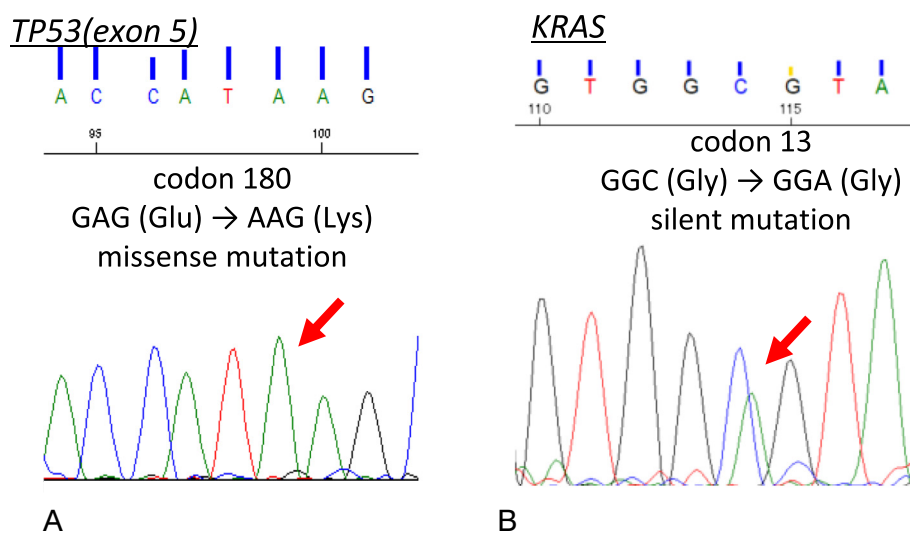 TP53(exon 5)
A C C A T A A G
95 100
codon 180
GAG (Glu) → AAG (Lys)
missense mutation
A
KRAS
G T G G C G T A
110 115
codon 13
GGC (Gly) → GGA (Gly)
silent mutation
B